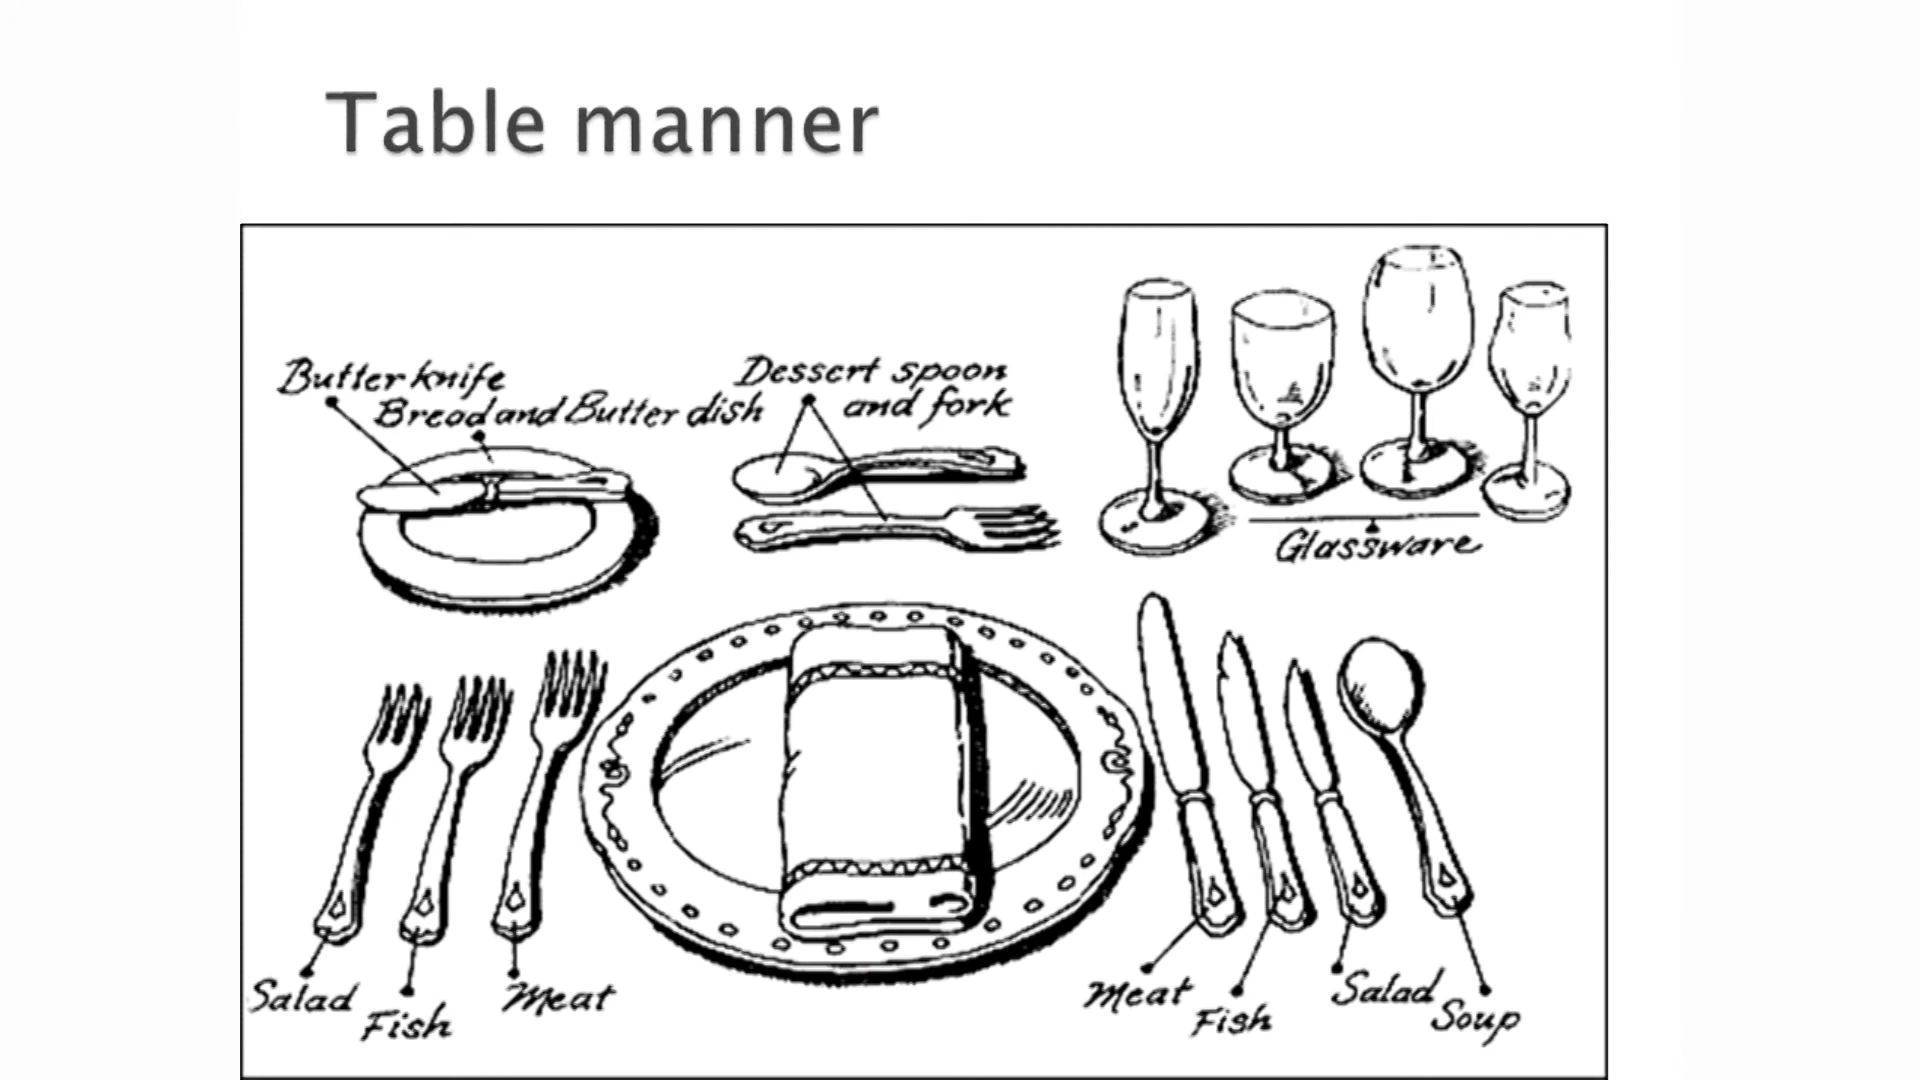 Table manner
Butter knife
Bread and Butter dish
Dessert spoon
and fork
Glassware
Salad
Fish
Meat
Meat
Fish
Salad
Soup